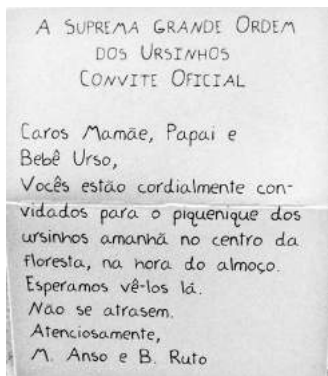 A SUPREMA GRANDE ORDEM
DOS URSINHOS
CONVITE OFICIAL
Caros Mamãe, Papai e
Bebê Urso,
Vocês estão cordialmente con-
vidados para o piquenique dos
ursinhos amanhã no centro da
floresta, na hora do almoço.
Esperamos vê-los lá.
Não se atrasem.
Atenciosamente,
M. Anso e B. Ruto